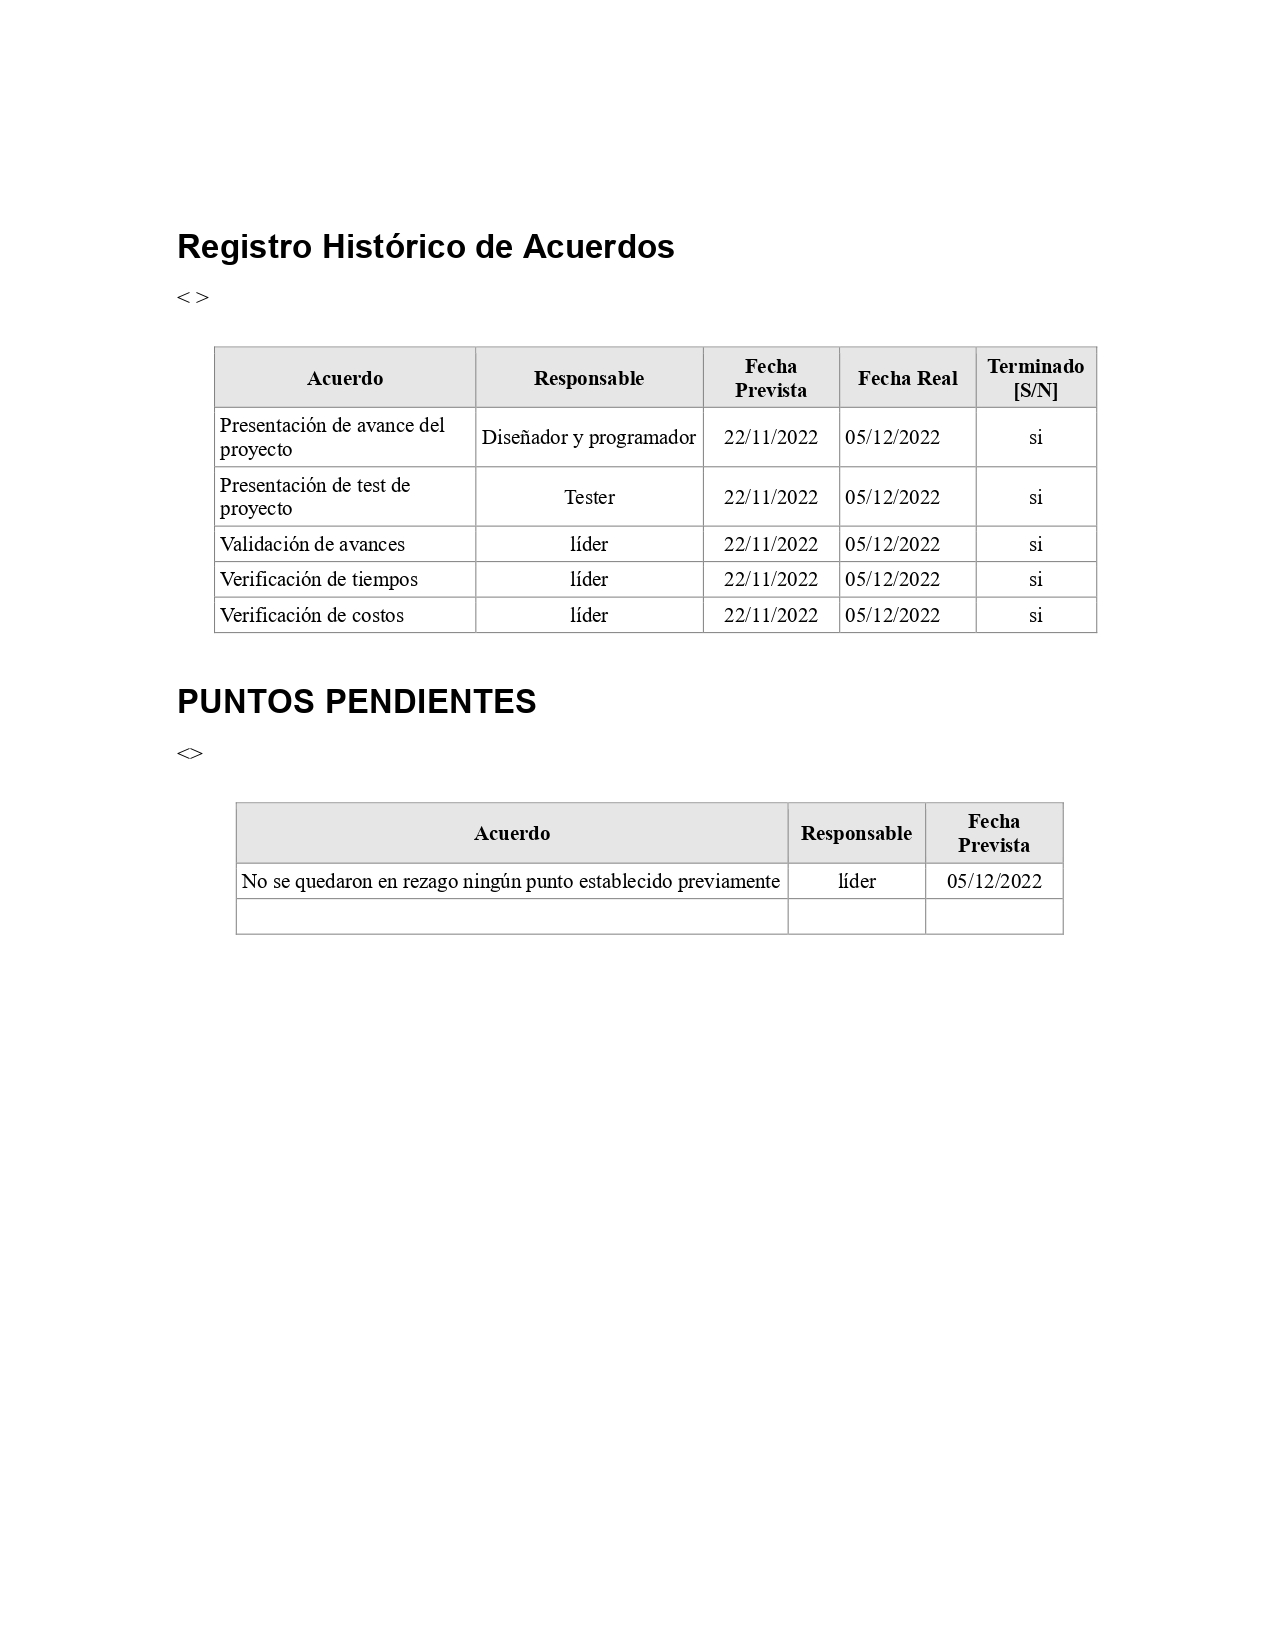 Registro Histórico de Acuerdos
< >
Acuerdo Responsable Fecha Prevista Fecha Real Terminado [S/N]
Presentación de avance del proyecto Diseñador y programador 22/11/2022 05/12/2022 si
Presentación de test de proyecto Tester 22/11/2022 05/12/2022 si
Validación de avances líder 22/11/2022 05/12/2022 si
Verificación de tiempos líder 22/11/2022 05/12/2022 si
Verificación de costos líder 22/11/2022 05/12/2022 si
PUNTOS PENDIENTES
<>
Acuerdo Responsable Fecha Prevista
No se quedaron en rezago ningún punto establecido previamente líder 05/12/2022